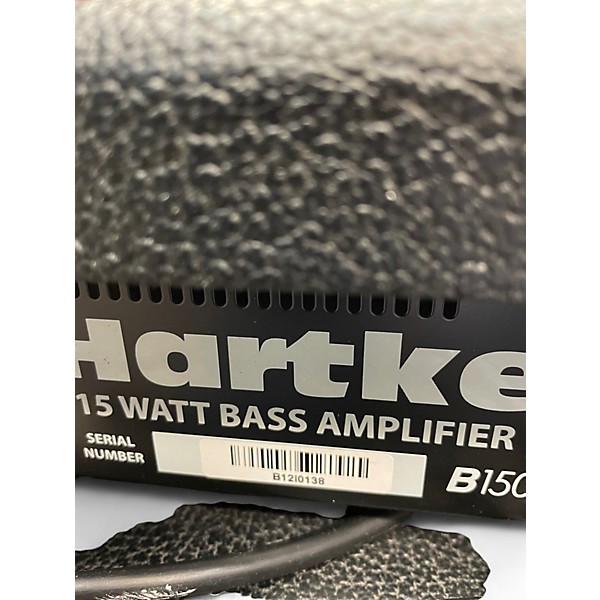 Hartke
15 WATT BASS AMPLIFIER
SERIAL
NUMBER
B12I0138
B150